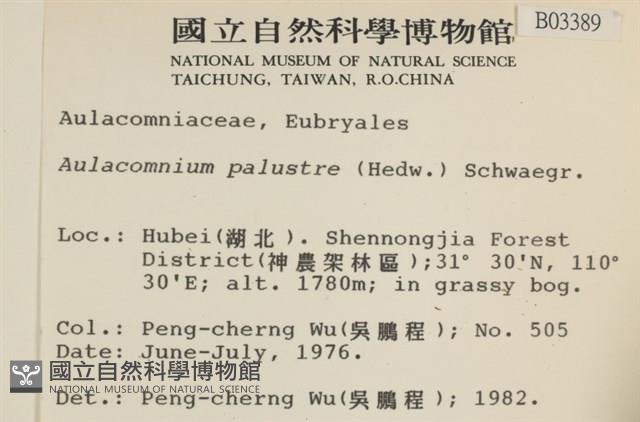 國立自然科學博物館
B03389
NATIONAL MUSEUM OF NATURAL SCIENCE
TAICHUNG, TAIWAN, R.O.CHINA
Aulacomniaceae, Eubryales
Aulacomnium palustre (Hedw.) Schwaegr.
Loc.: Hubei(湖北). Shennongjia Forest
District(神農架林區);31° 30'N, 110°
30'E; alt. 1780m; in grassy bog.
Col.: Peng-cherng Wu(吳鵬程); No. 505
Date: June-July, 1976.
國立自然科學博物館
NATIONAL MUSEUM OF NATURAL SCIENCE
Det.: Peng-cherng Wu(吳鵬程); 1982.